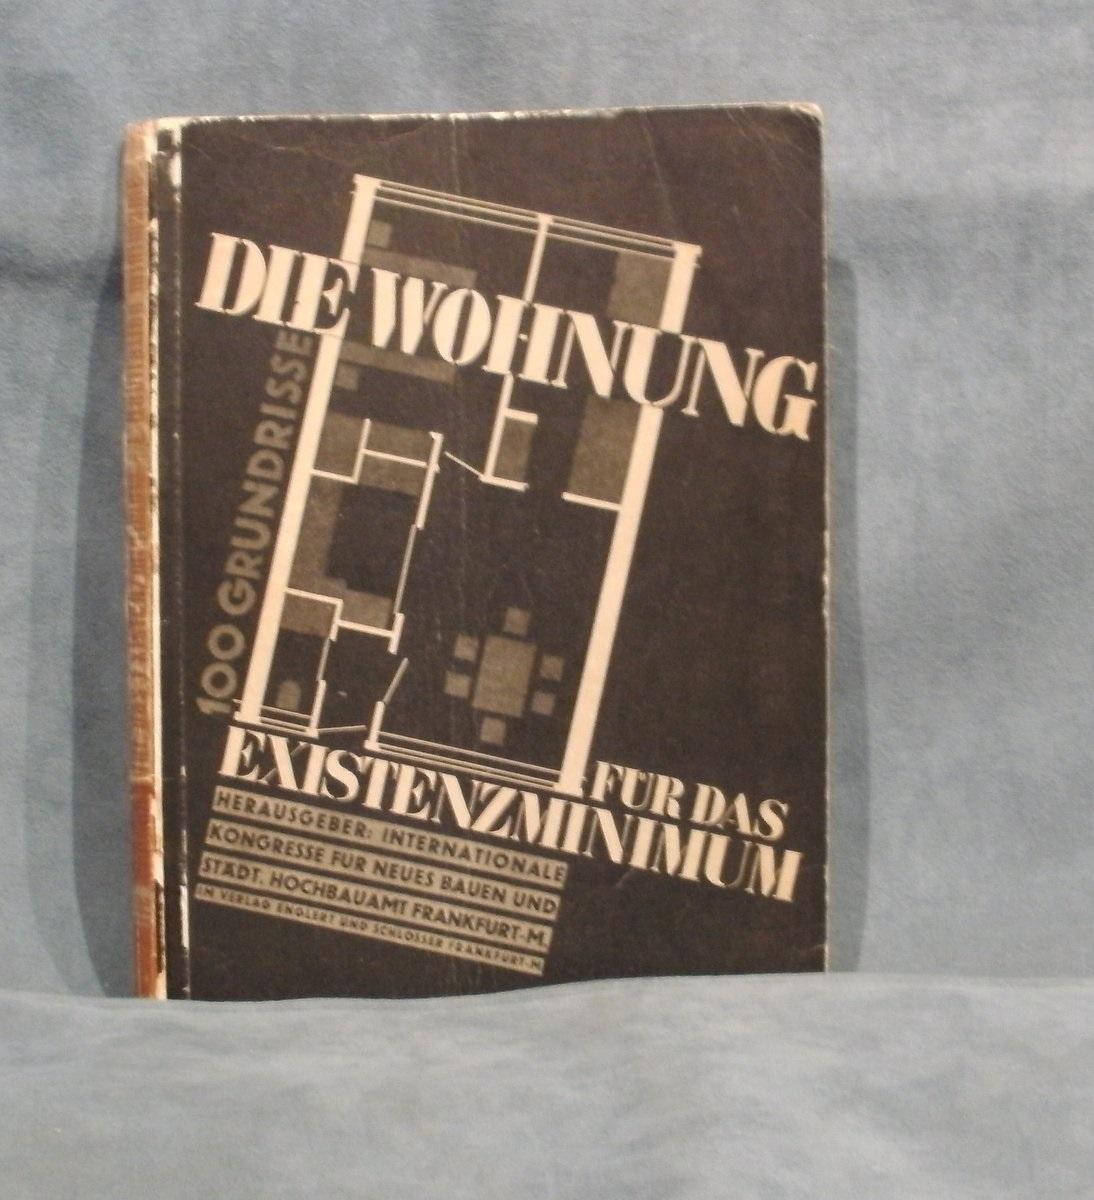 DIE WOHNUNG
100 GRUNDRISSE
FÜR DAS
EXISTENZMINIMUM
HERAUSGEBER: INTERNATIONALE
KONGRESSE FÜR NEUES BAUEN UND
STÄDT. HOCHBAUAMT FRANKFURT-M.
IM VERLAG ENGLERT UND SCHLOSSER FRANKFURT-M